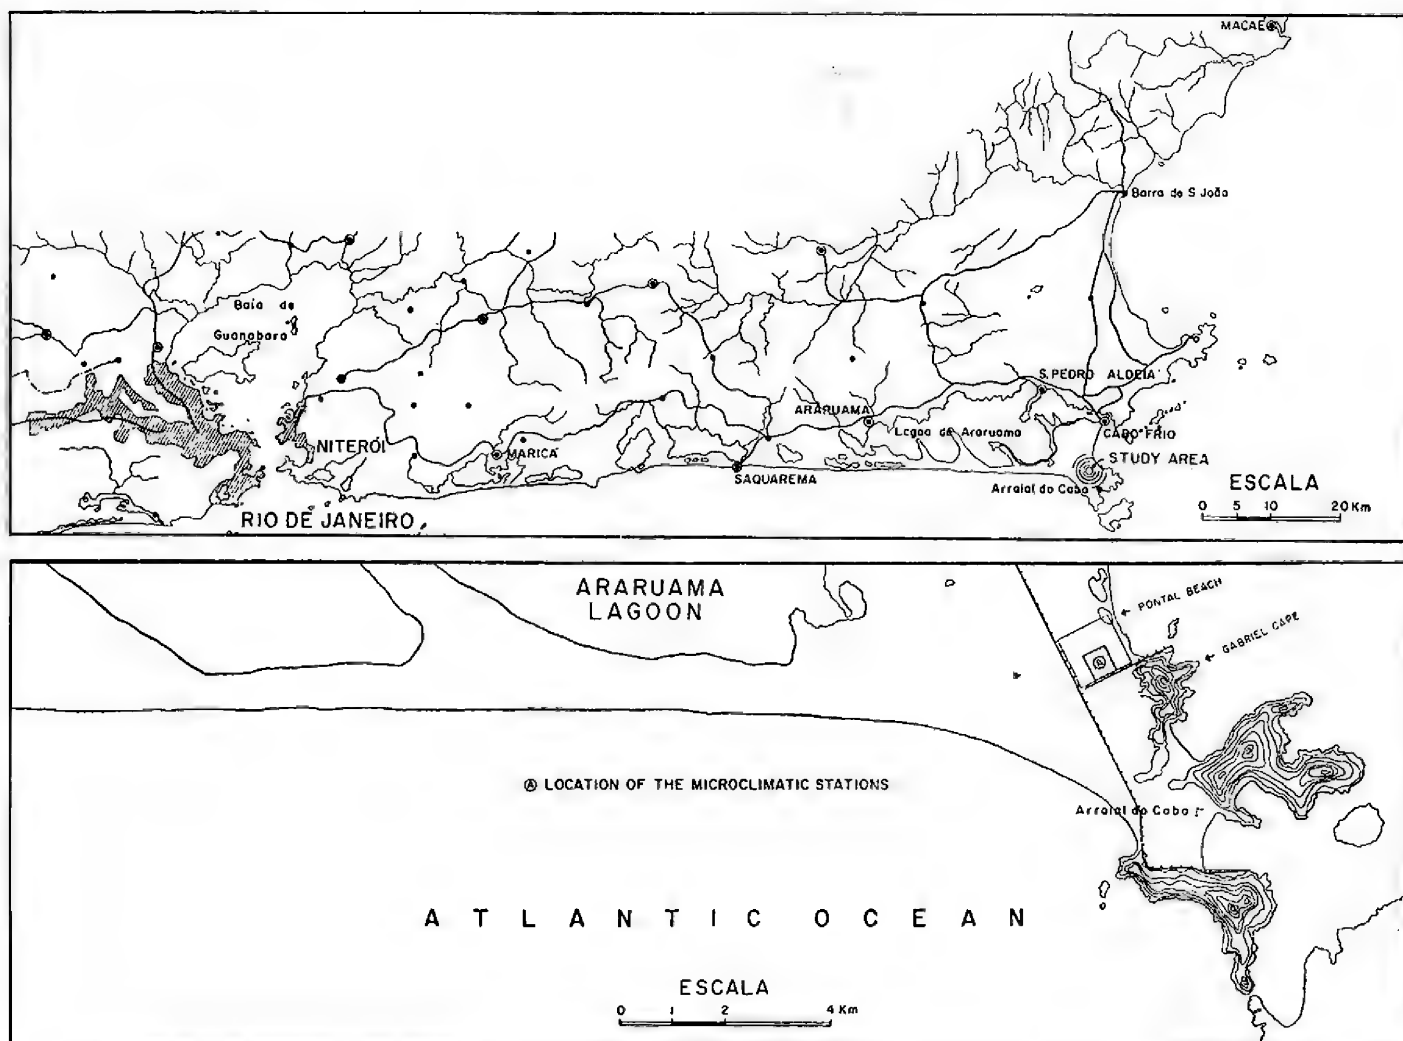 MACAÉ
Barra de S João
Baía de
Guanabara
S. PEDRO ALDEIA
ARARUAMA
Lagoa de Araruama
CABO FRIO
NITERÓI
MARICÁ
STUDY AREA
SAQUAREMA
Arraial do Cabo
ESCALA
RIO DE JANEIRO
0 5 10 20 Km
ARARUAMA
LAGOON
PONTAL BEACH
GABRIEL CAPE
A
A LOCATION OF THE MICROCLIMATIC STATIONS
Arraial do Cabo
ATLANTIC OCEAN
ESCALA
0 1 2 4 Km